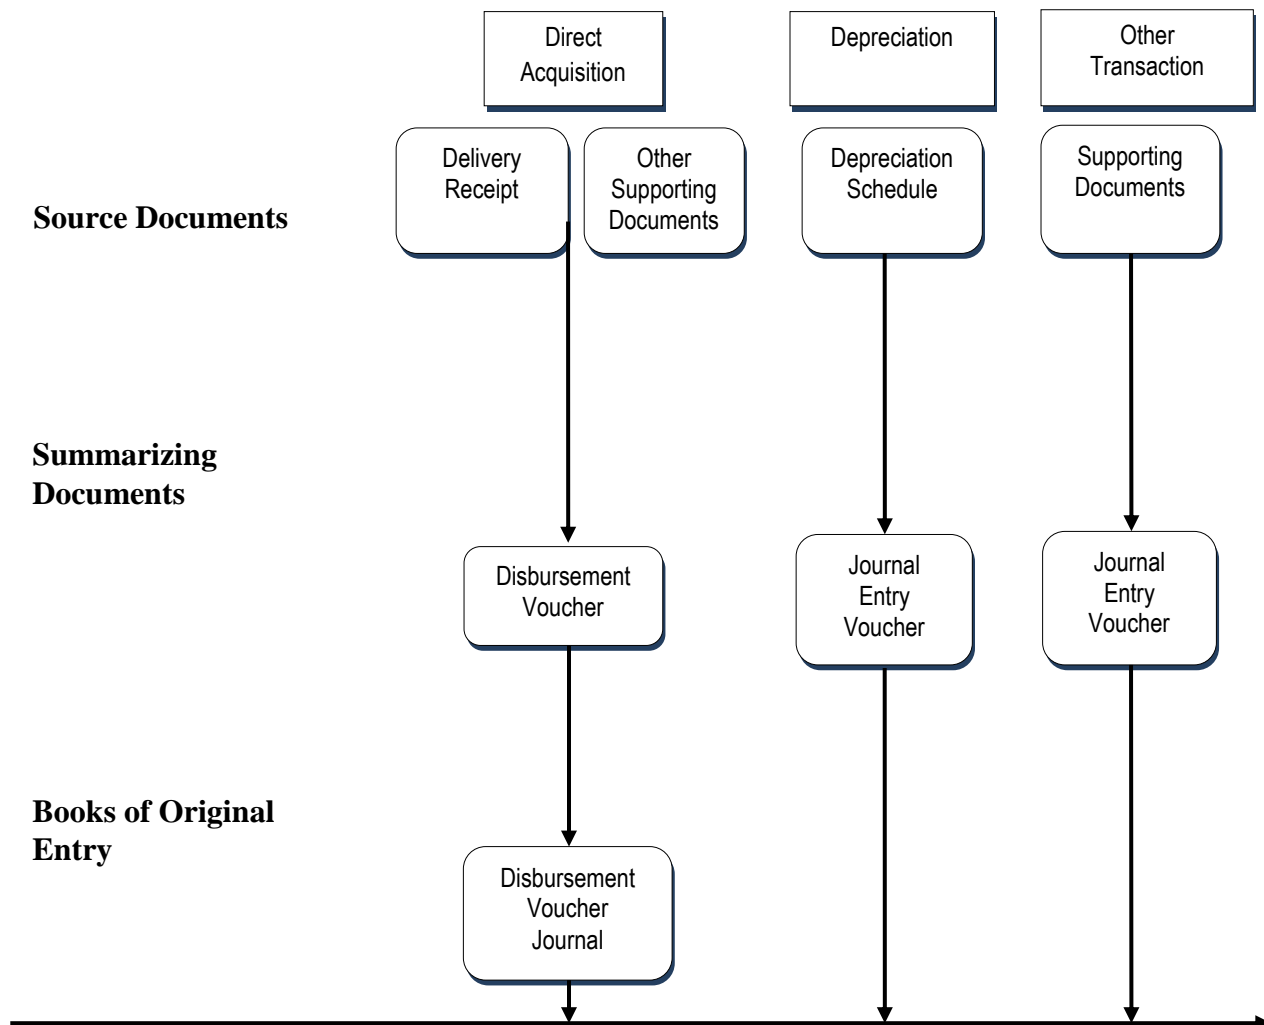 Direct
Acquisition
Depreciation
Other
Transaction
Source Documents
Delivery
Receipt
Other
Supporting
Documents
Depreciation
Schedule
Supporting
Documents
Summarizing
Documents
Disbursement
Voucher
Journal
Entry
Voucher
Journal
Entry
Voucher
Books of Original
Entry
Disbursement
Voucher
Journal